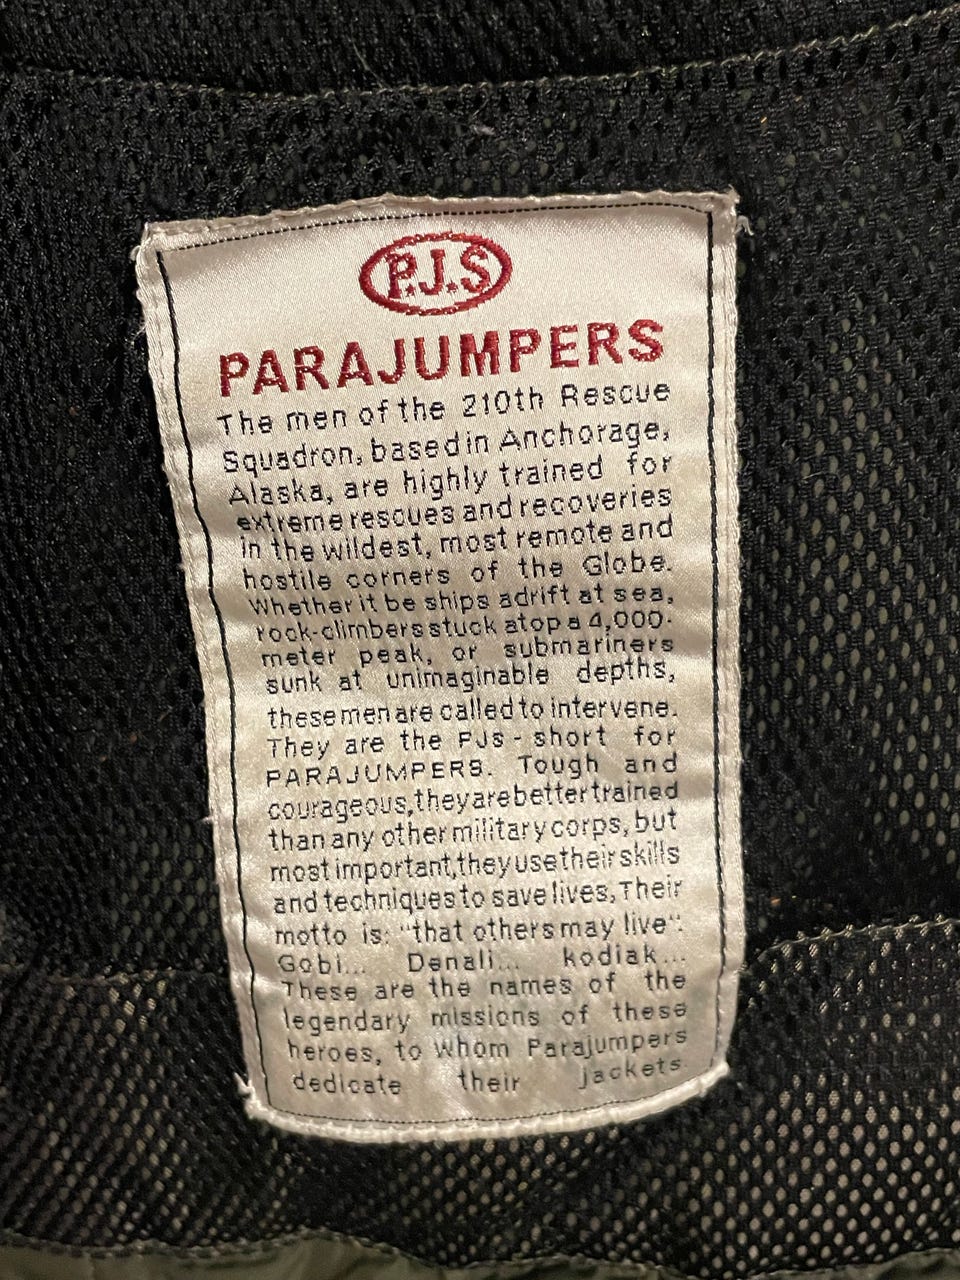 P.J.S
PARAJUMPERS
The men of the 210th Rescue
Squadron, based in Anchorage,
Alaska, are highly trained for
extreme rescues and recoveries
in the wildest, most remote and
hostile corners of the Globe.
Whether it be ships adrift at sea,
rock-climbers stuck atop a 4,000-
meter peak, or submariners
sunk at unimaginable depths,
these men are called to intervene.
They are the PJs - short for
PARAJUMPERS. Tough and
courageous, they are better trained
than any other military corps, but
most important, they use their skills
and techniques to save lives, Their
motto is: "that others may live".
Gobi... Denali... kodiak...
These are the names of the
legendary missions of these
heroes, to whom Parajumpers
dedicate their jackets